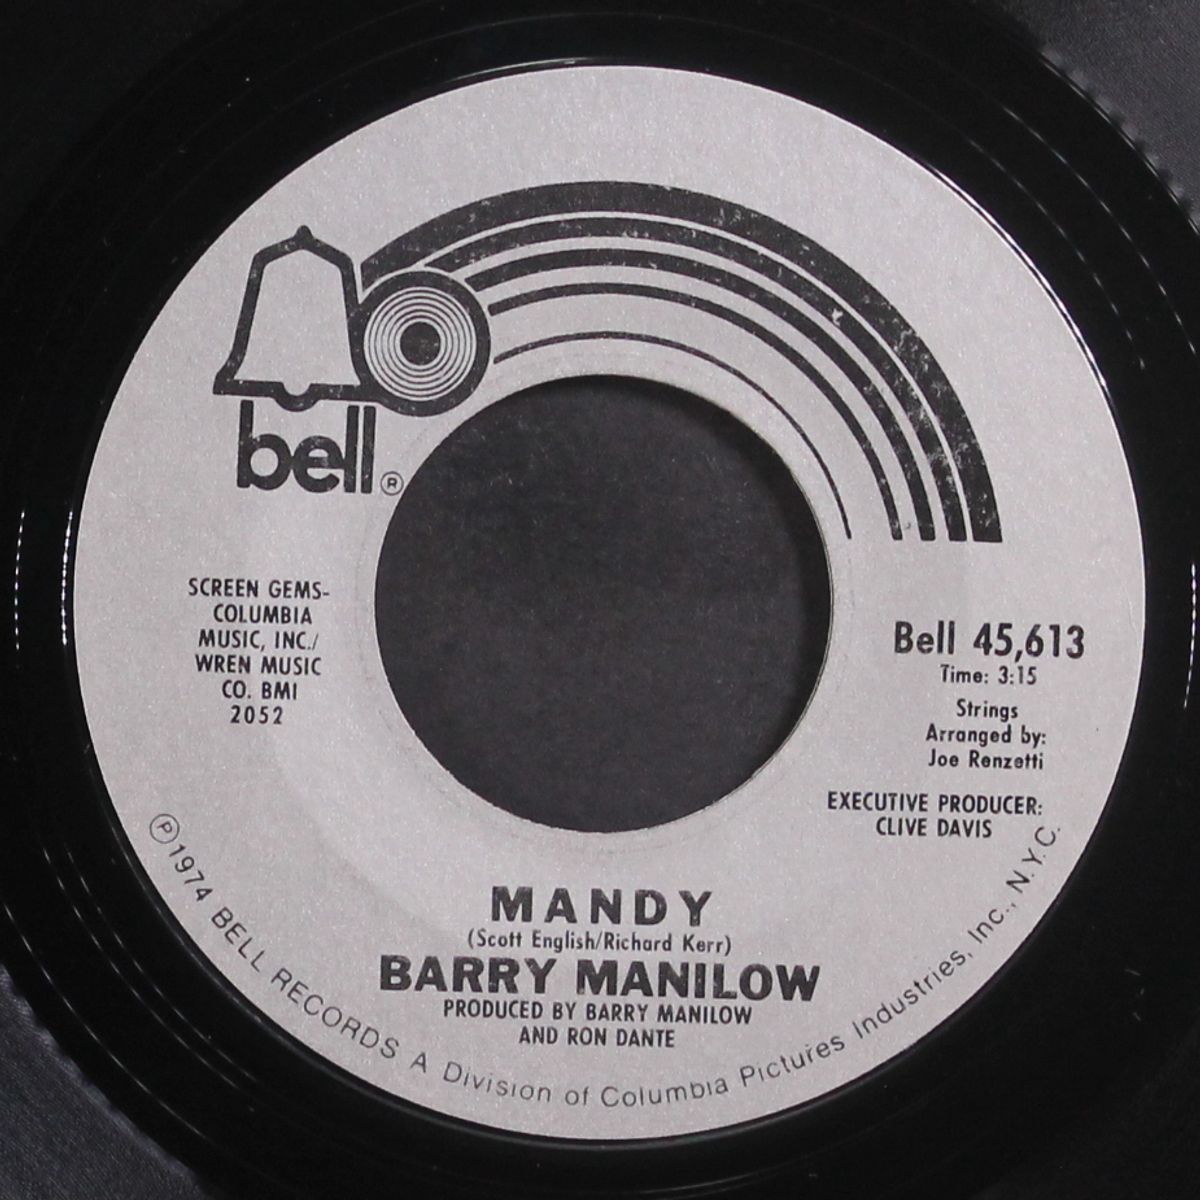 bell®
SCREEN GEMS-
COLUMBIA
MUSIC, INC./
WREN MUSIC
CO. BMI
2052
Bell 45,613
Time: 3:15
Strings
Arranged by:
Joe Renzetti
EXECUTIVE PRODUCER:
CLIVE DAVIS
MANDY
(Scott English/Richard Kerr)
BARRY MANILOW
PRODUCED BY BARRY MANILOW
AND RON DANTE
Ⓟ1974 BELL RECORDS A Division of Columbia Pictures Industries, Inc., N.Y.C.